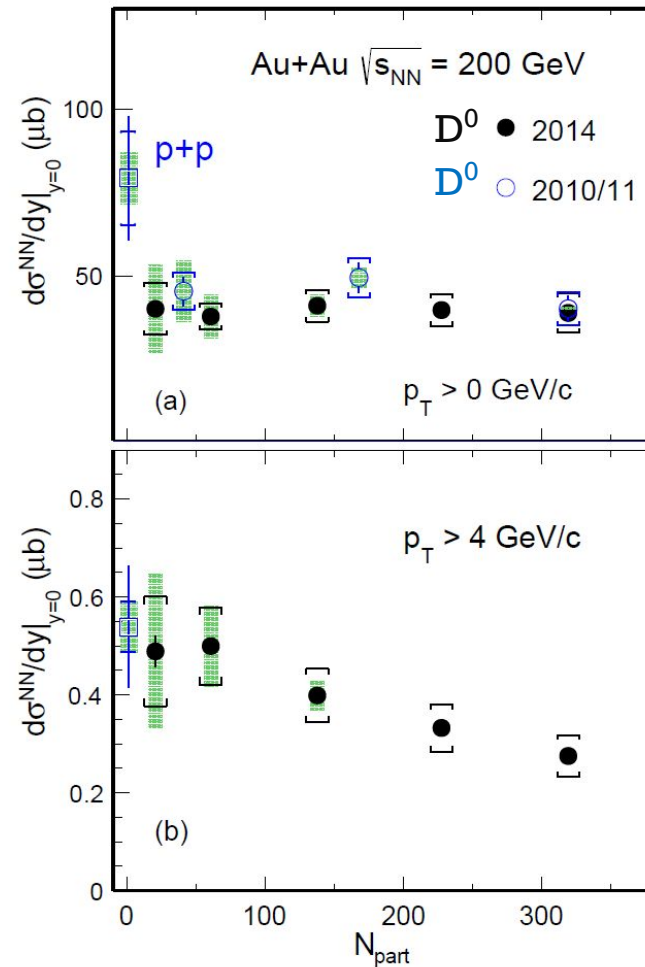 Au+Au √sNN = 200 GeV
D⁰ 2014
D⁰ 2010/11
p+p
100
50
dσᴺᴺ/dy|y=0 (μb)
(a)
pT > 0 GeV/c
pT > 4 GeV/c
0.8
0.6
0.4
0.2
0
dσᴺᴺ/dy|y=0 (μb)
(b)
0 100 200 300
Npart